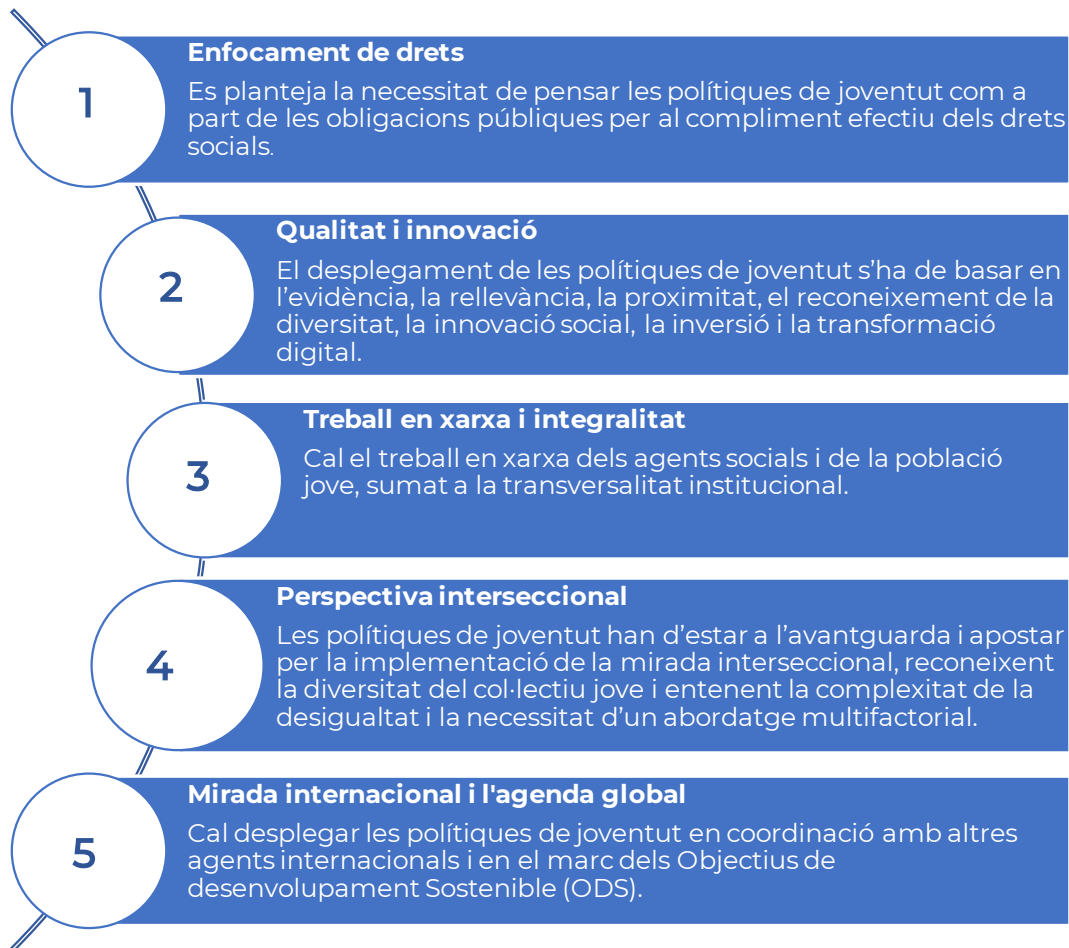 1
Enfocament de drets
Es planteja la necessitat de pensar les polítiques de joventut com a
part de les obligacions públiques per al compliment efectiu dels drets
socials.
2
Qualitat i innovació
El desplegament de les polítiques de joventut s’ha de basar en
l’evidència, la rellevància, la proximitat, el reconeixement de la
diversitat, la innovació social, la inversió i la transformació
digital.
3
Treball en xarxa i integralitat
Cal el treball en xarxa dels agents socials i de la població
jove, sumat a la transversalitat institucional.
4
Perspectiva interseccional
Les polítiques de joventut han d’estar a l’avantguarda i apostar
per la implementació de la mirada interseccional, reconeixent
la diversitat del col·lectiu jove i entenent la complexitat de la
desigualtat i la necessitat d’un abordatge multifactorial.
5
Mirada internacional i l'agenda global
Cal desplegar les polítiques de joventut en coordinació amb altres
agents internacionals i en el marc dels Objectius de
desenvolupament Sostenible (ODS).